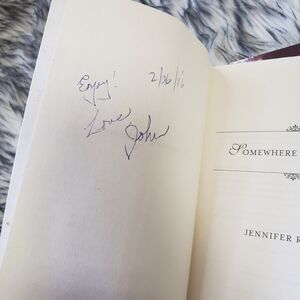 Enjoy! 2/26/16
Love
John
SOMEWHERE
JENNIFER R